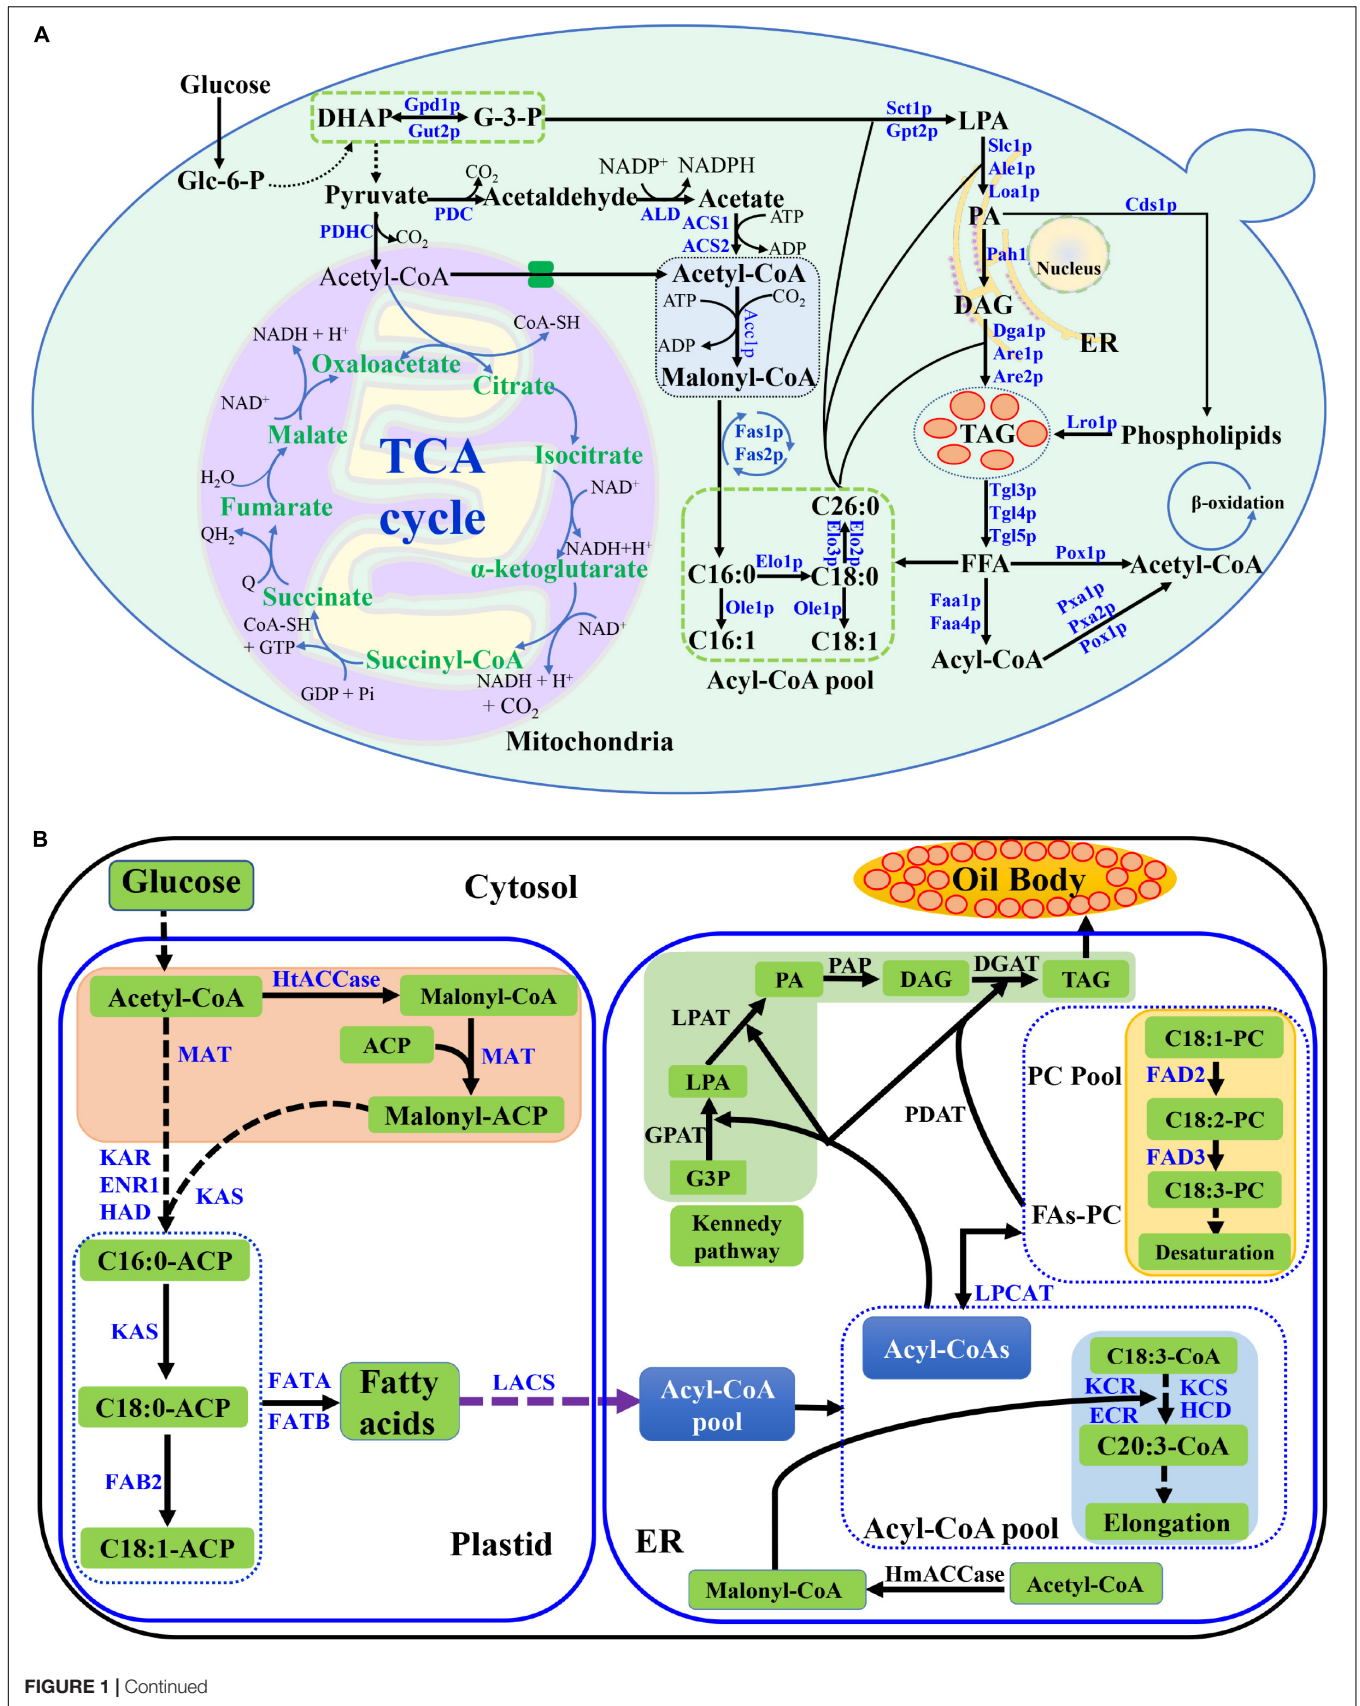 A
Glucose
DHAP
Gpd1p
Gut2p
G-3-P
Sct1p
Gpt2p
LPA
Glc-6-P
Slc1p
Ale1p
Loa1p
Pyruvate
CO2
PDC
Acetaldehyde
NADP+
NADPH
ALD
Acetate
PA
Cds1p
PDHC
CO2
ACS1
ACS2
ATP
ADP
Pah1
Nucleus
Acetyl-CoA
Acetyl-CoA
ATP
CO2
Acc1p
ADP
Malonyl-CoA
DAG
ER
Dga1p
Are1p
Are2p
NADH + H+
CoA-SH
Oxaloacetate
Citrate
NAD+
Malate
TCA
cycle
Isocitrate
NAD+
Fas1p
Fas2p
TAG
Lro1p
Phospholipids
H2O
Fumarate
QH2
NADH+H+
α-ketoglutarate
Q
Succinate
CoA-SH
+ GTP
NAD+
Succinyl-CoA
GDP + Pi
NADH + H+
+ CO2
Mitochondria
C26:0
Elo3p
Elo2p
C16:0
Elo1p
C18:0
Ole1p
Ole1p
C16:1
C18:1
Acyl-CoA pool
Tgl3p
Tgl4p
Tgl5p
β-oxidation
FFA
Pox1p
Acetyl-CoA
Faa1p
Faa4p
Pxa1p
Pxa2p
Pox1p
Acyl-CoA
B
Glucose
Cytosol
Oil Body
Acetyl-CoA
HtACCase
Malonyl-CoA
MAT
ACP
MAT
Malonyl-ACP
KAR
ENR1
HAD
KAS
C16:0-ACP
KAS
C18:0-ACP
FATA
FATB
Fatty
acids
LACS
FAB2
C18:1-ACP
Plastid
PA
PAP
DAG
DGAT
TAG
LPAT
LPA
GPAT
G3P
Kennedy
pathway
PDAT
PC Pool
C18:1-PC
FAD2
C18:2-PC
FAD3
C18:3-PC
FAs-PC
Desaturation
LPCAT
Acyl-CoAs
Acyl-CoA
pool
C18:3-CoA
KCR
ECR
KCS
HCD
C20:3-CoA
Elongation
Acyl-CoA pool
ER
Malonyl-CoA
HmACCase
Acetyl-CoA
FIGURE 1 | Continued